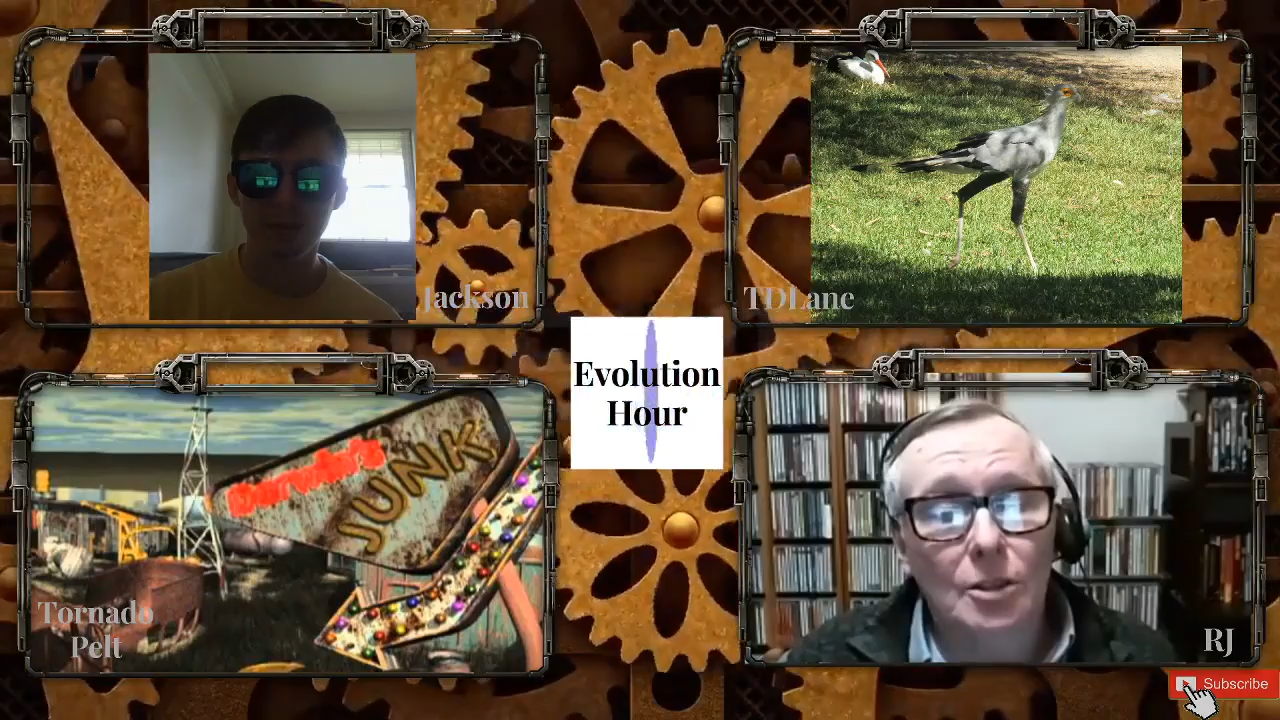 Jackson
TDLane
Evolution
Hour
Darwin's
JUNK
Tornado
Pelt
RJ
Subscribe